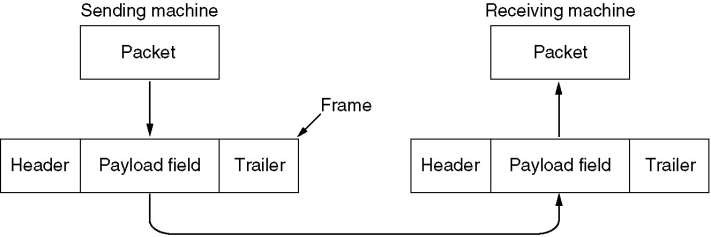 Sending machine
Receiving machine
Packet
Packet
Frame
Header
Payload field
Trailer
Header
Payload field
Trailer